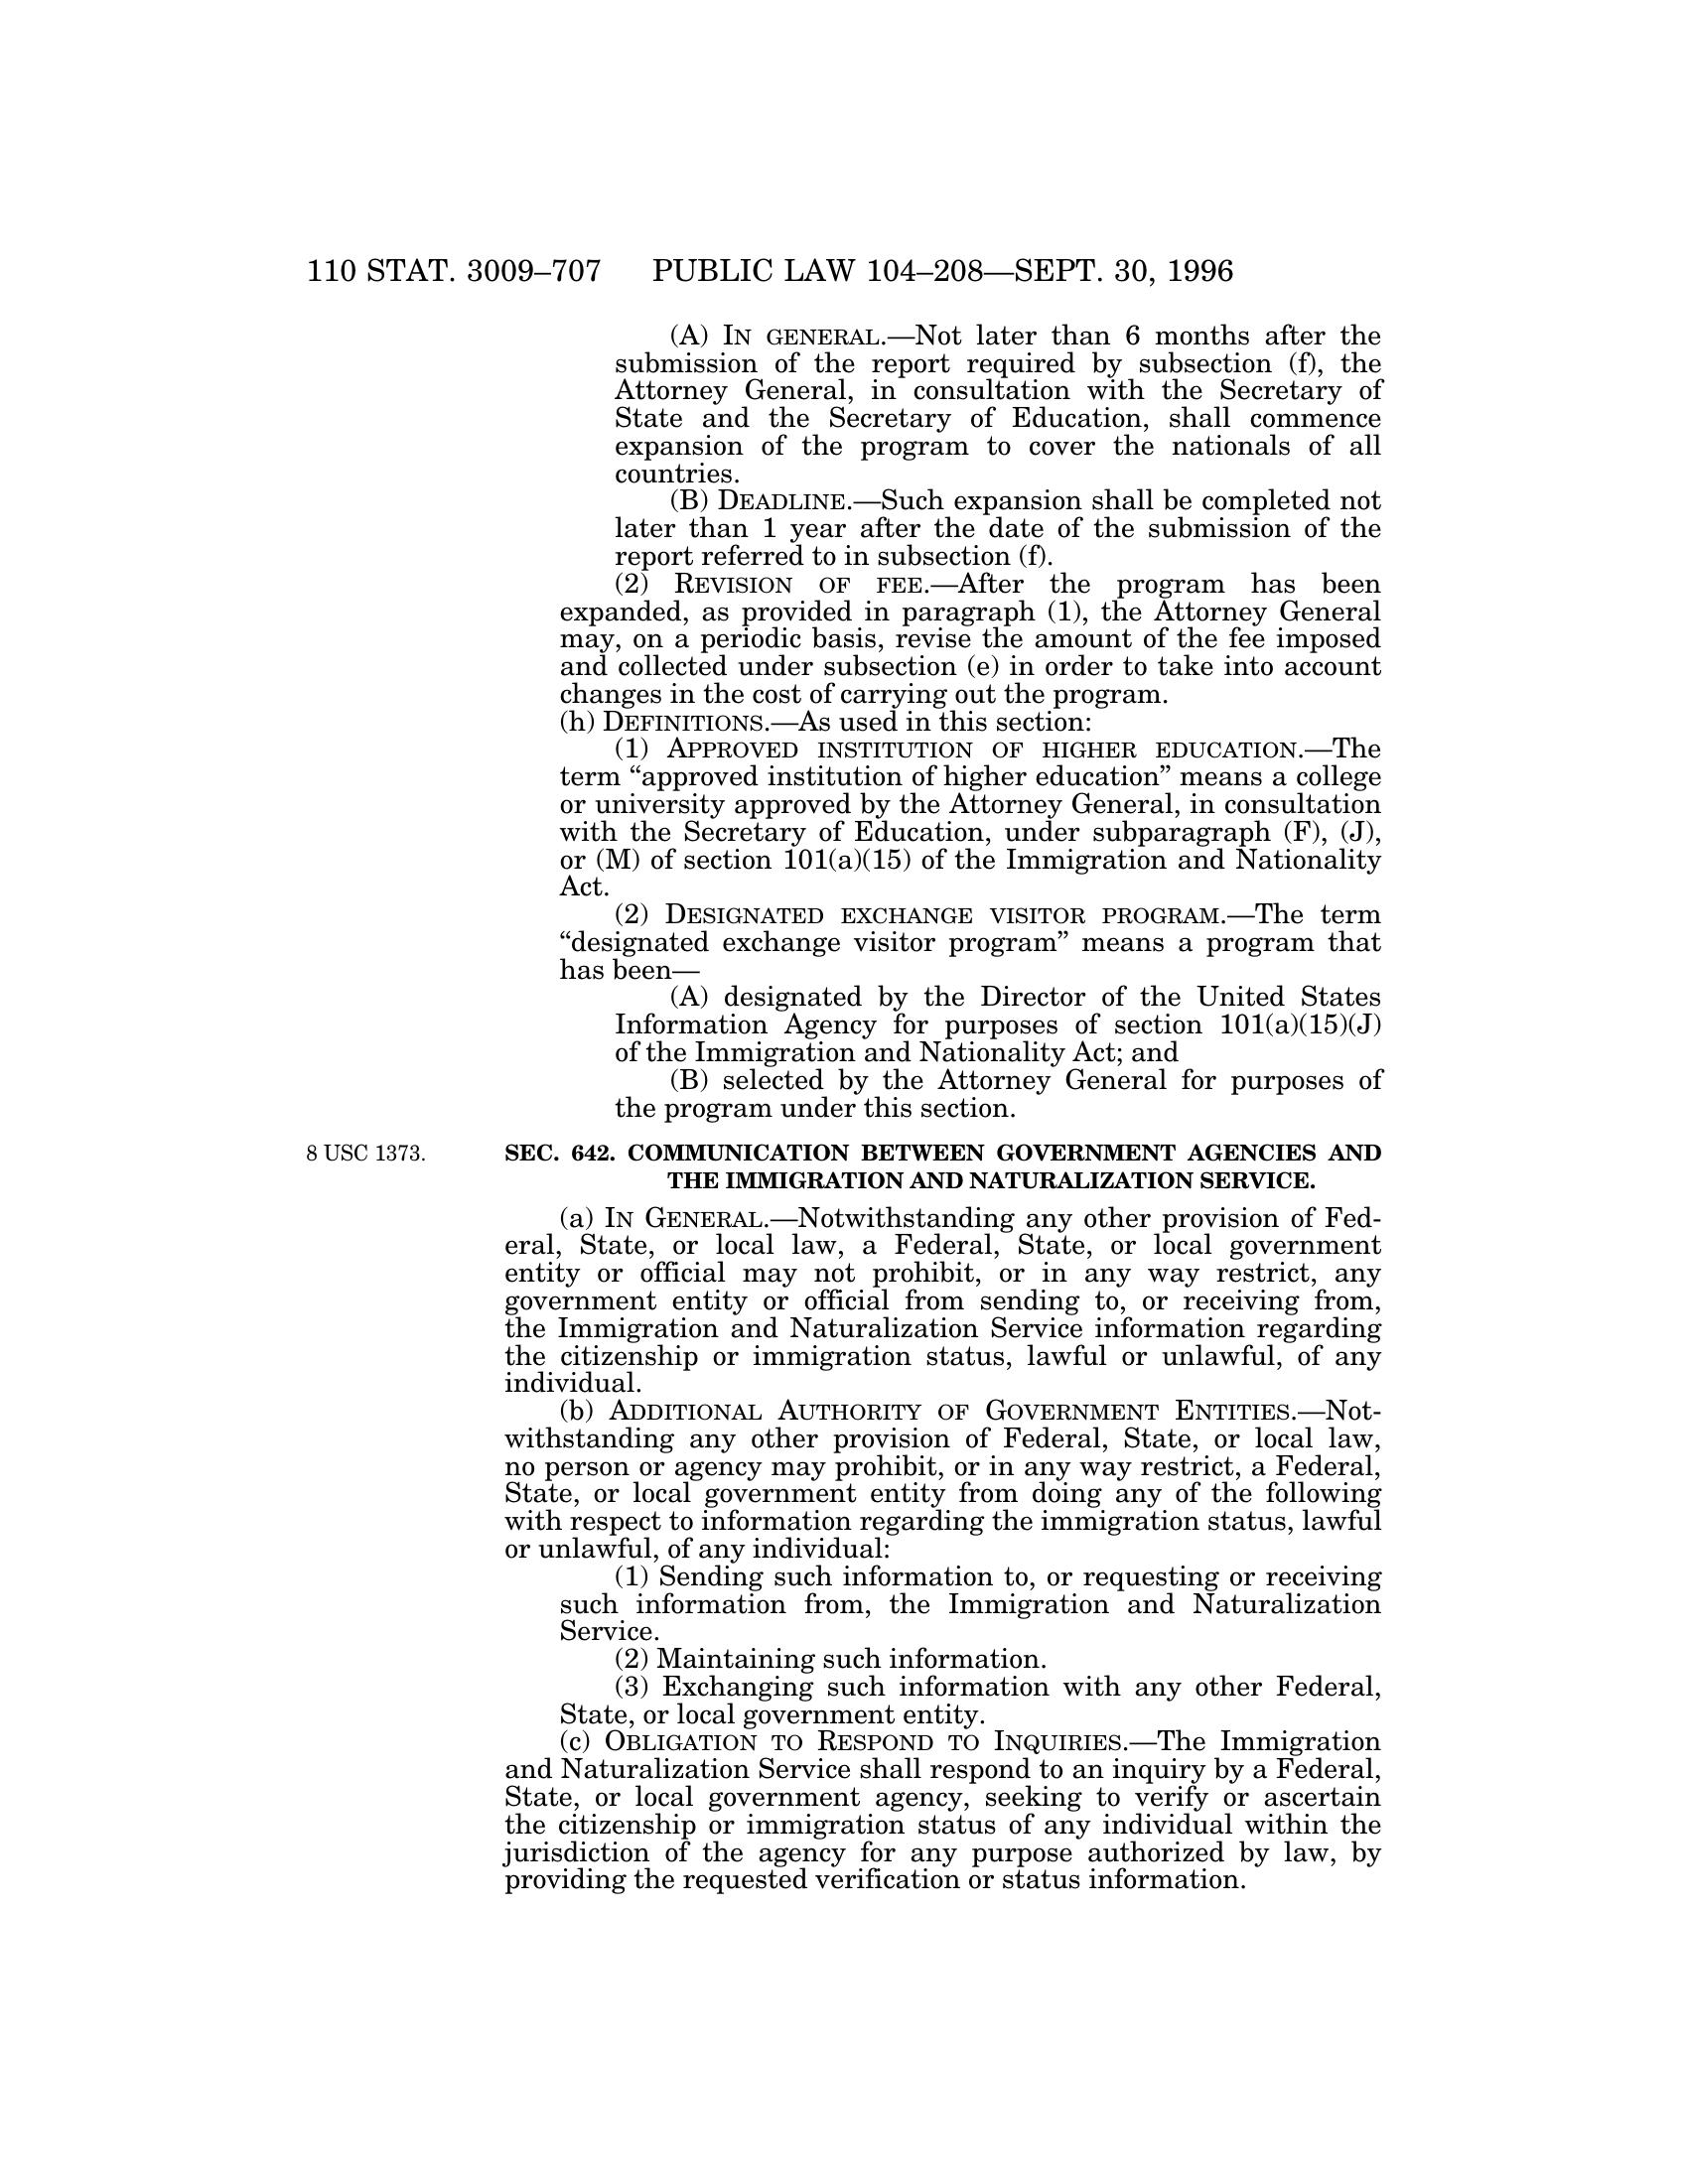 110 STAT. 3009–707 PUBLIC LAW 104–208—SEPT. 30, 1996
(A) IN GENERAL.—Not later than 6 months after the
submission of the report required by subsection (f), the
Attorney General, in consultation with the Secretary of
State and the Secretary of Education, shall commence
expansion of the program to cover the nationals of all
countries.
(B) DEADLINE.—Such expansion shall be completed not
later than 1 year after the date of the submission of the
report referred to in subsection (f).
(2) REVISION OF FEE.—After the program has been
expanded, as provided in paragraph (1), the Attorney General
may, on a periodic basis, revise the amount of the fee imposed
and collected under subsection (e) in order to take into account
changes in the cost of carrying out the program.
(h) DEFINITIONS.—As used in this section:
(1) APPROVED INSTITUTION OF HIGHER EDUCATION.—The
term “approved institution of higher education” means a college
or university approved by the Attorney General, in consultation
with the Secretary of Education, under subparagraph (F), (J),
or (M) of section 101(a)(15) of the Immigration and Nationality
Act.
(2) DESIGNATED EXCHANGE VISITOR PROGRAM.—The term
“designated exchange visitor program” means a program that
has been—
(A) designated by the Director of the United States
Information Agency for purposes of section 101(a)(15)(J)
of the Immigration and Nationality Act; and
(B) selected by the Attorney General for purposes of
the program under this section.
8 USC 1373.
SEC. 642. COMMUNICATION BETWEEN GOVERNMENT AGENCIES AND
THE IMMIGRATION AND NATURALIZATION SERVICE.
(a) IN GENERAL.—Notwithstanding any other provision of Fed-
eral, State, or local law, a Federal, State, or local government
entity or official may not prohibit, or in any way restrict, any
government entity or official from sending to, or receiving from,
the Immigration and Naturalization Service information regarding
the citizenship or immigration status, lawful or unlawful, of any
individual.
(b) ADDITIONAL AUTHORITY OF GOVERNMENT ENTITIES.—Not-
withstanding any other provision of Federal, State, or local law,
no person or agency may prohibit, or in any way restrict, a Federal,
State, or local government entity from doing any of the following
with respect to information regarding the immigration status, lawful
or unlawful, of any individual:
(1) Sending such information to, or requesting or receiving
such information from, the Immigration and Naturalization
Service.
(2) Maintaining such information.
(3) Exchanging such information with any other Federal,
State, or local government entity.
(c) OBLIGATION TO RESPOND TO INQUIRIES.—The Immigration
and Naturalization Service shall respond to an inquiry by a Federal,
State, or local government agency, seeking to verify or ascertain
the citizenship or immigration status of any individual within the
jurisdiction of the agency for any purpose authorized by law, by
providing the requested verification or status information.